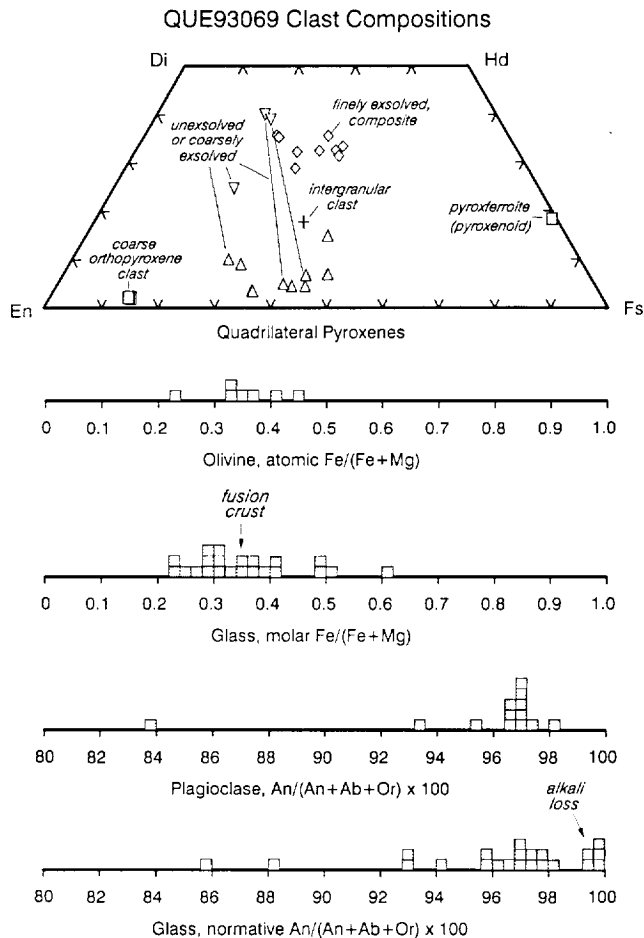 QUE93069 Clast Compositions
Di
Hd
finely exsolved,
composite
unexsolved
or coarsely
exsolved
intergranular
clast
pyroxferroite
(pyroxenoid)
coarse
orthopyroxene
clast
En
Fs
Quadrilateral Pyroxenes
0 0.1 0.2 0.3 0.4 0.5 0.6 0.7 0.8 0.9 1.0
Olivine, atomic Fe/(Fe+Mg)
fusion
crust
0 0.1 0.2 0.3 0.4 0.5 0.6 0.7 0.8 0.9 1.0
Glass, molar Fe/(Fe+Mg)
80 82 84 86 88 90 92 94 96 98 100
Plagioclase, An/(An+Ab+Or) x 100
alkali
loss
80 82 84 86 88 90 92 94 96 98 100
Glass, normative An/(An+Ab+Or) x 100